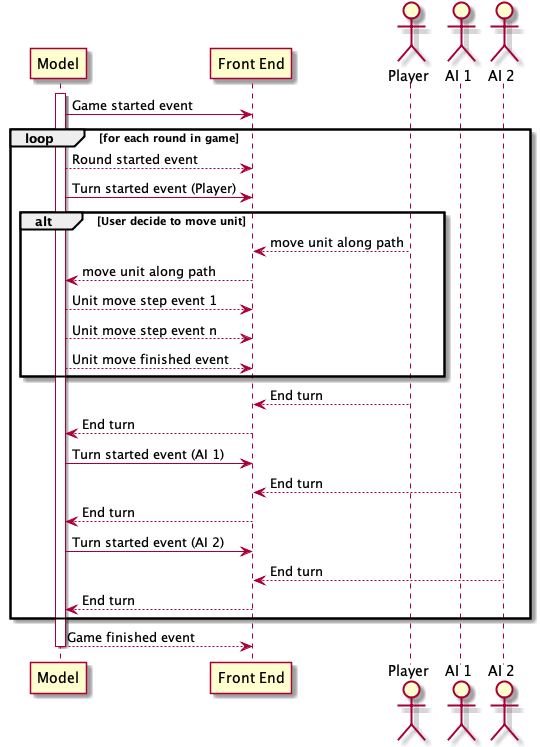 Player AI 1 AI 2
Model Front End
Game started event
loop [for each round in game]
Round started event
Turn started event (Player)
alt [User decide to move unit]
move unit along path
move unit along path
Unit move step event 1
Unit move step event n
Unit move finished event
End turn
End turn
Turn started event (AI 1)
End turn
End turn
Turn started event (AI 2)
End turn
End turn
Game finished event
Model Front End Player AI 1 AI 2